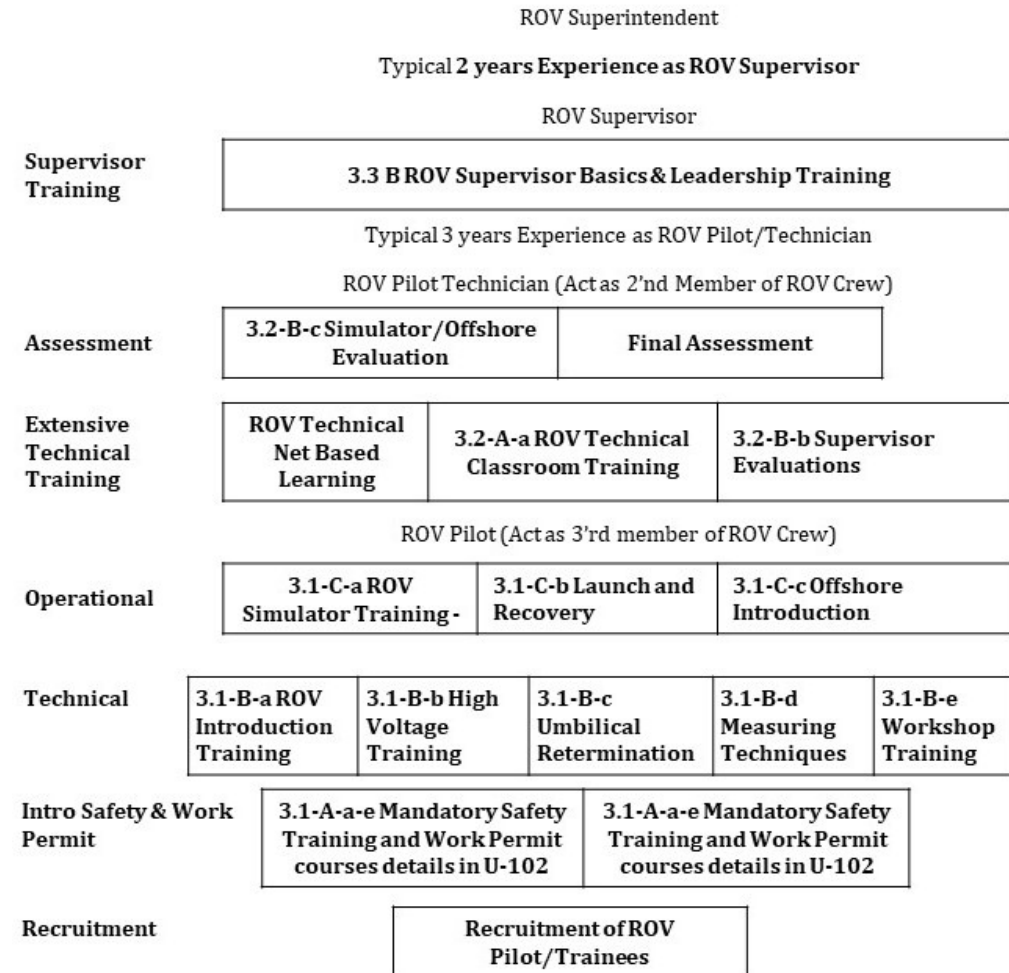 ROV Superintendent
Typical 2 years Experience as ROV Supervisor
ROV Supervisor
Supervisor
Training
3.3 B ROV Supervisor Basics & Leadership Training
Typical 3 years Experience as ROV Pilot/Technician
ROV Pilot Technician (Act as 2'nd Member of ROV Crew)
Assessment
3.2-B-c Simulator/Offshore
Evaluation
Final Assessment
Extensive
Technical
Training
ROV Technical
Net Based
Learning
3.2-A-a ROV Technical
Classroom Training
3.2-B-b Supervisor
Evaluations
ROV Pilot (Act as 3'rd member of ROV Crew)
Operational
3.1-C-a ROV
Simulator Training -
3.1-C-b Launch and
Recovery
3.1-C-c Offshore
Introduction
Technical
3.1-B-a ROV
Introduction
Training
3.1-B-b High
Voltage
Training
3.1-B-c
Umbilical
Retermination
3.1-B-d
Measuring
Techniques
3.1-B-e
Workshop
Training
Intro Safety & Work
Permit
3.1-A-a-e Mandatory Safety
Training and Work Permit
courses details in U-102
3.1-A-a-e Mandatory Safety
Training and Work Permit
courses details in U-102
Recruitment
Recruitment of ROV
Pilot/Trainees